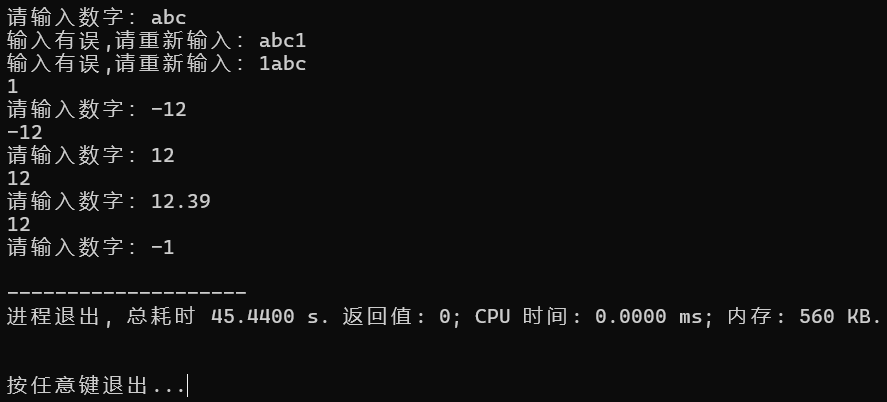 请输入数字: abc
输入有误,请重新输入: abc1
输入有误,请重新输入: 1abc
1
请输入数字: -12
-12
请输入数字: 12
12
请输入数字: 12.39
12
请输入数字: -1
--------------------
进程退出, 总耗时 45.4400 s. 返回值: 0; CPU 时间: 0.0000 ms; 内存: 560 KB.
按任意键退出...